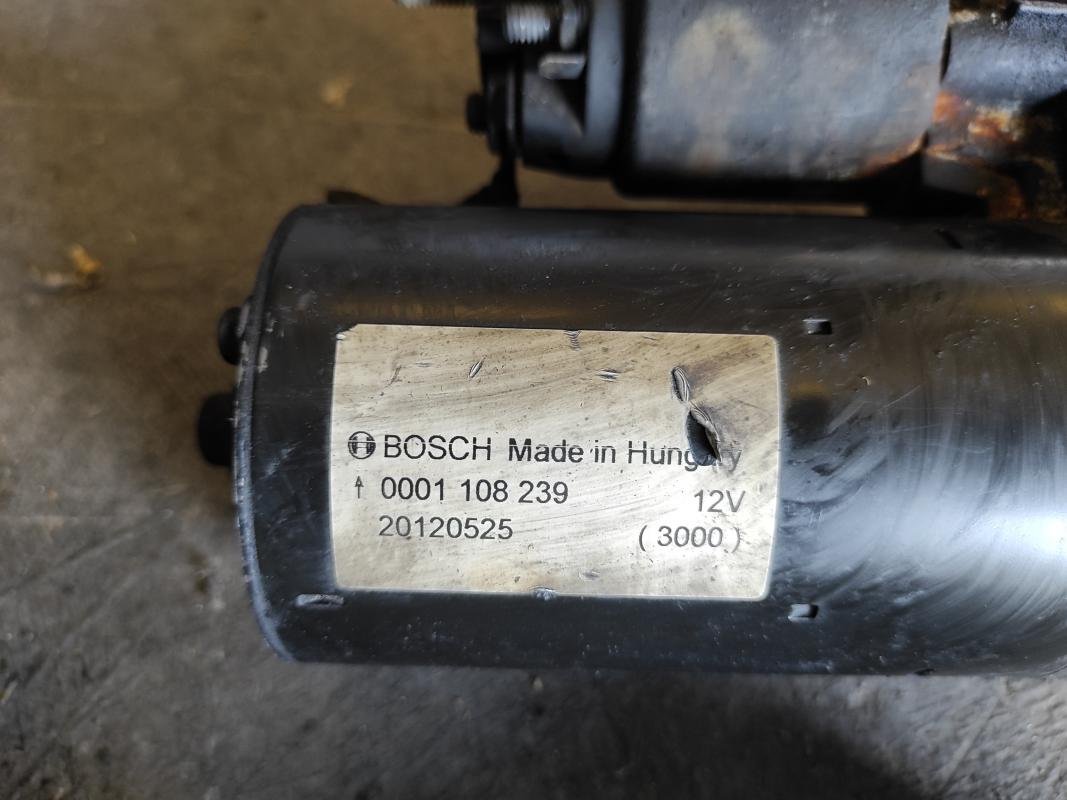 BOSCH Made in Hungary
0001 108 239 12V
20120525 (3000)